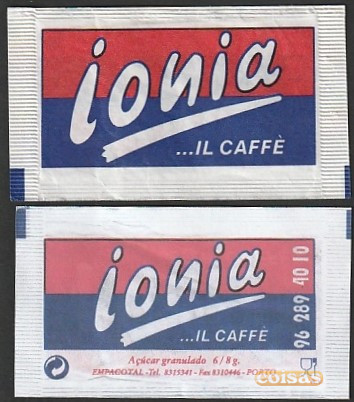 ionia
...IL CAFFÈ
ionia
...IL CAFFÈ
96 289 40 10
Açúcar granulado 6 / 8 g.
EMPACOTAL - Tel. 8315341 - Fax 8310446 - PORTO
coisas